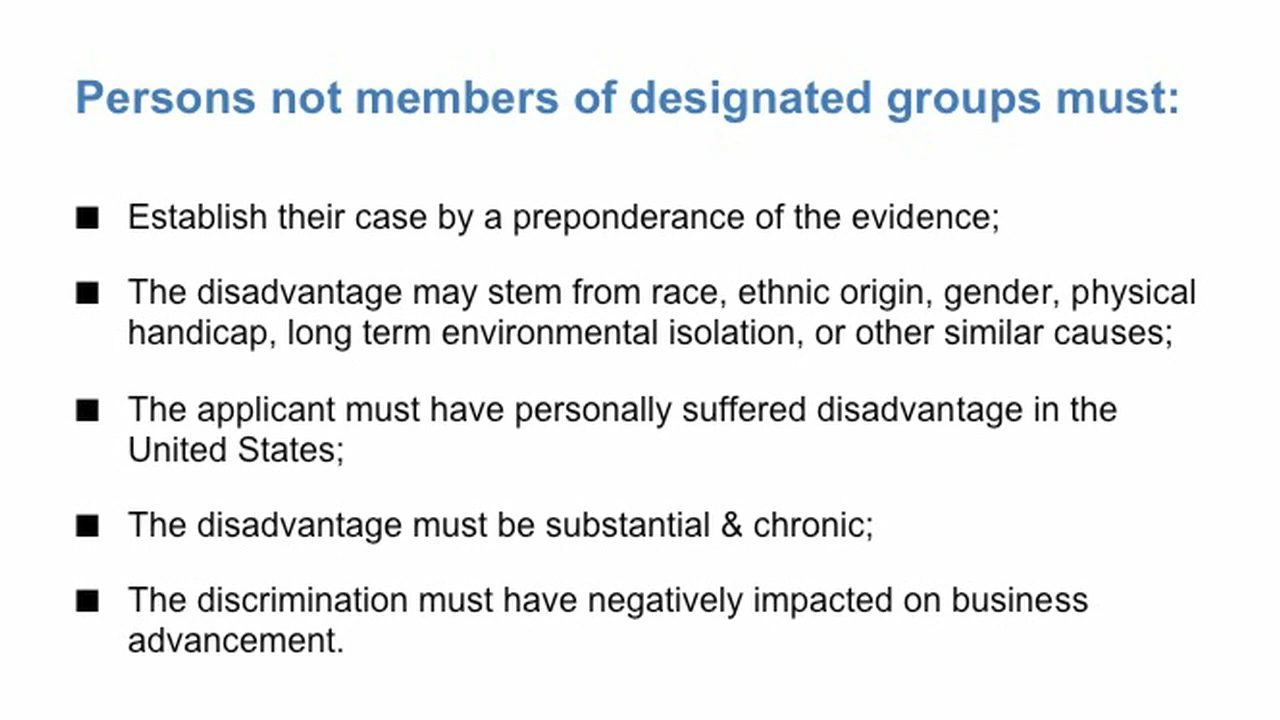 Persons not members of designated groups must:
■ Establish their case by a preponderance of the evidence;
■ The disadvantage may stem from race, ethnic origin, gender, physical
handicap, long term environmental isolation, or other similar causes;
■ The applicant must have personally suffered disadvantage in the
United States;
■ The disadvantage must be substantial & chronic;
■ The discrimination must have negatively impacted on business
advancement.